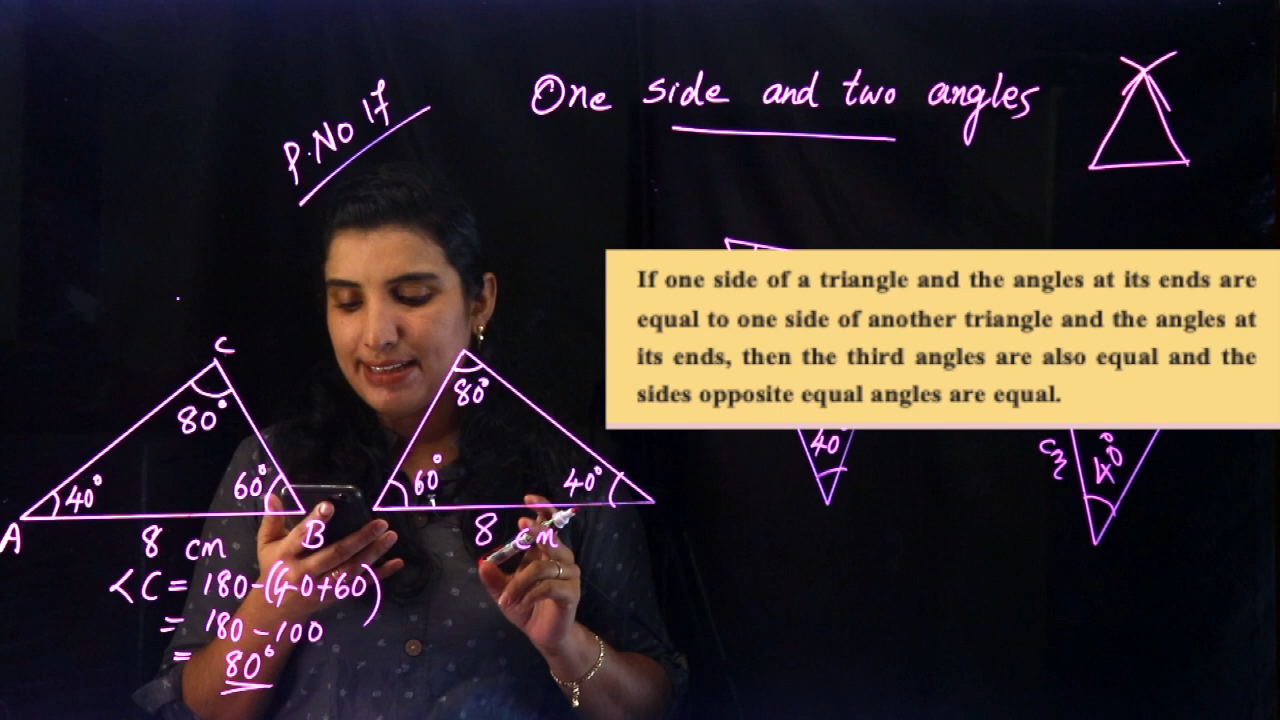 P.No 17
One side and two angles
If one side of a triangle and the angles at its ends are
equal to one side of another triangle and the angles at
its ends, then the third angles are also equal and the
sides opposite equal angles are equal.
C
80°
40°
60°
A
B
8 cm
80°
60°
40°
8 cm
40°
40°
<C = 180-(40+60)
= 180-100
= 80°